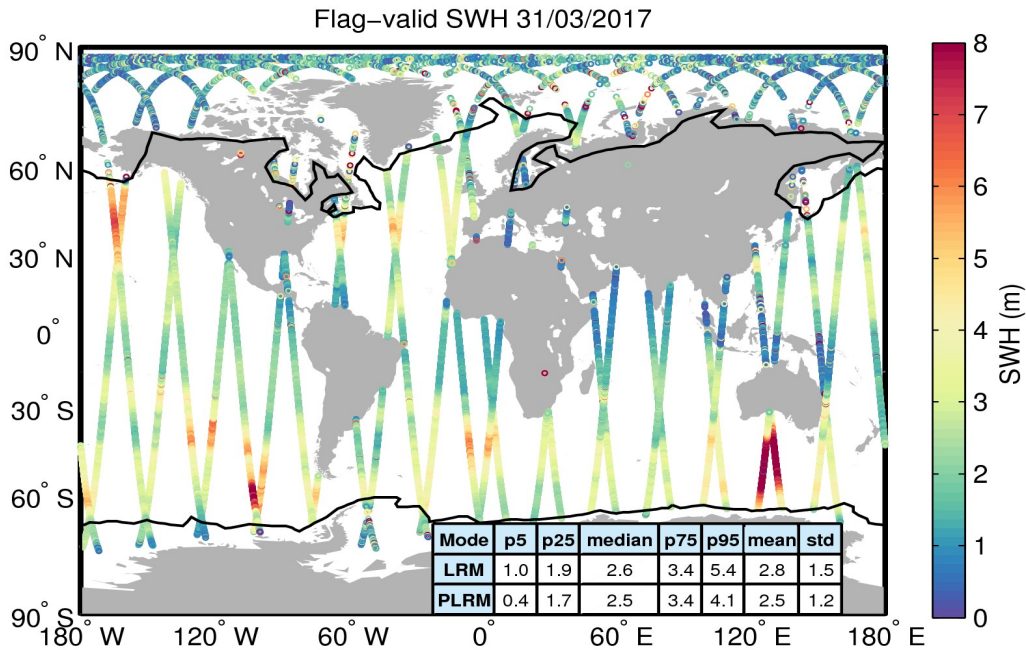 Flag−valid SWH 31/03/2017
90° N
60° N
30° N
0°
30° S
60° S
90° S
180° W
120° W
60° W
0°
60° E
120° E
180° E
8
7
6
5
4
3
2
1
0
SWH (m)
Mode p5 p25 median p75 p95 mean std
LRM 1.0 1.9 2.6 3.4 5.4 2.8 1.5
PLRM 0.4 1.7 2.5 3.4 4.1 2.5 1.2